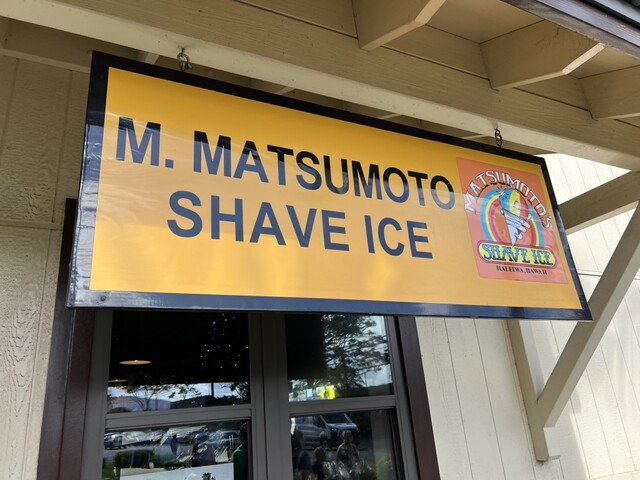 M. MATSUMOTO
SHAVE ICE
MATSUMOTO'S
SHAVE ICE
HALEIWA, HAWAII